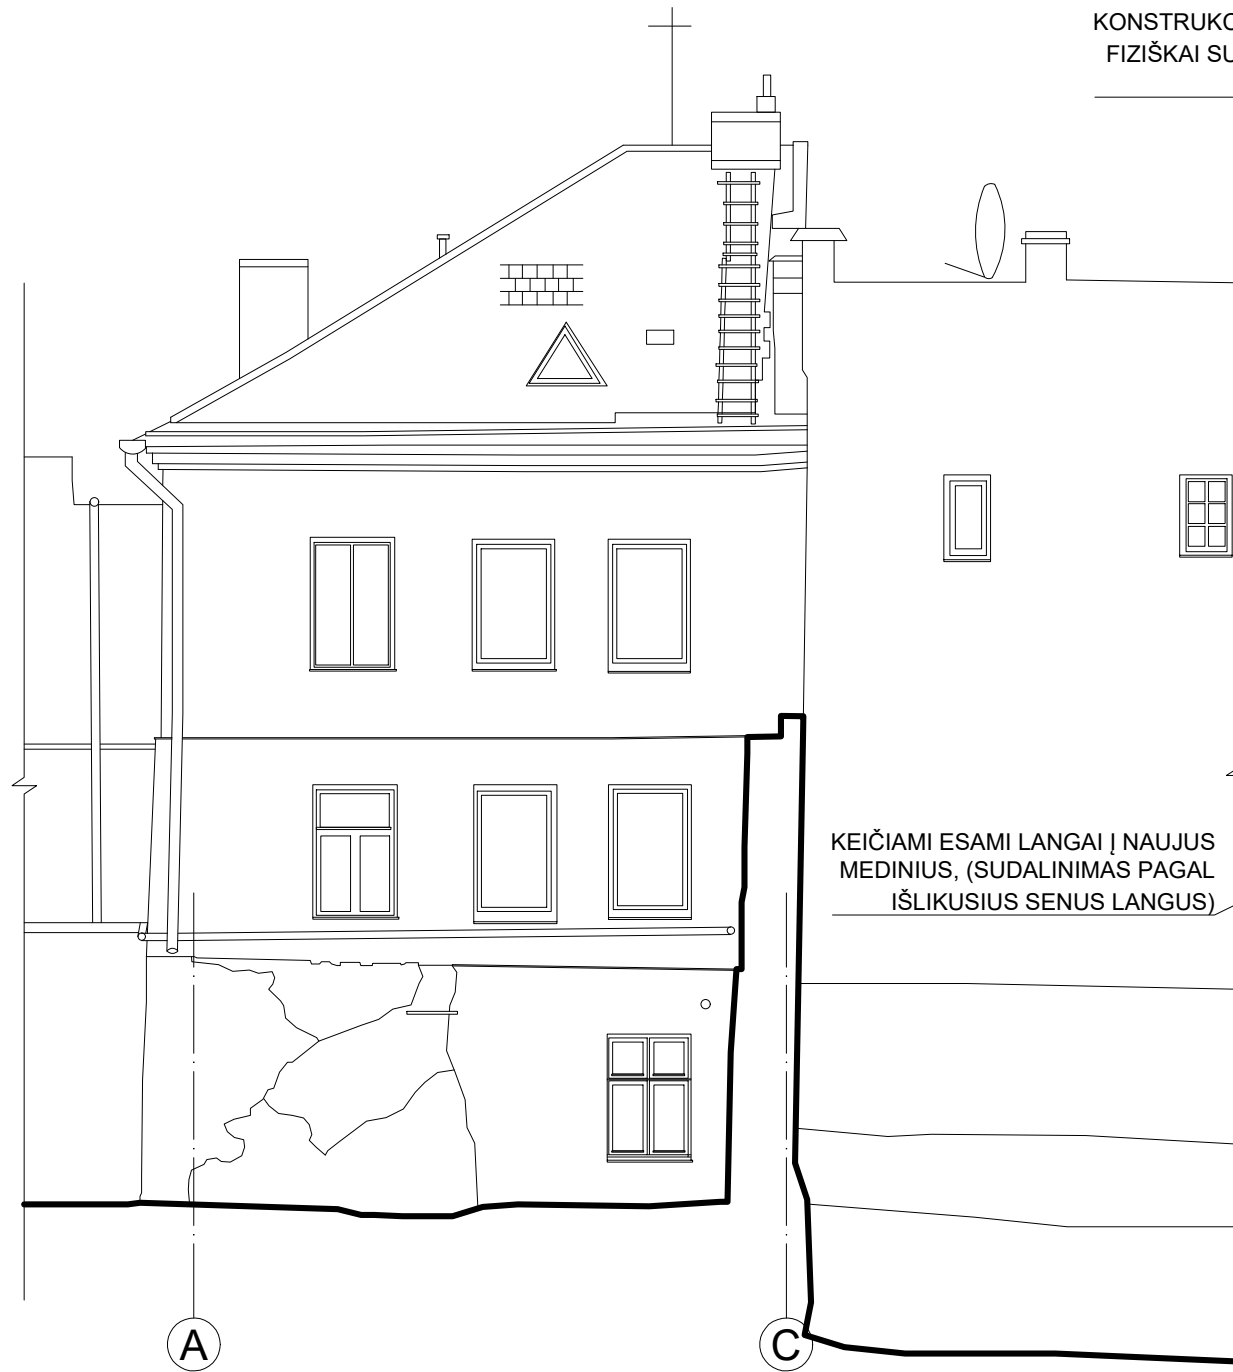 KONSTRUKC
FIZIŠKAI SU
KEIČIAMI ESAMI LANGAI Į NAUJUS
MEDINIUS, (SUDALINIMAS PAGAL
IŠLIKUSIUS SENUS LANGUS)
A
C